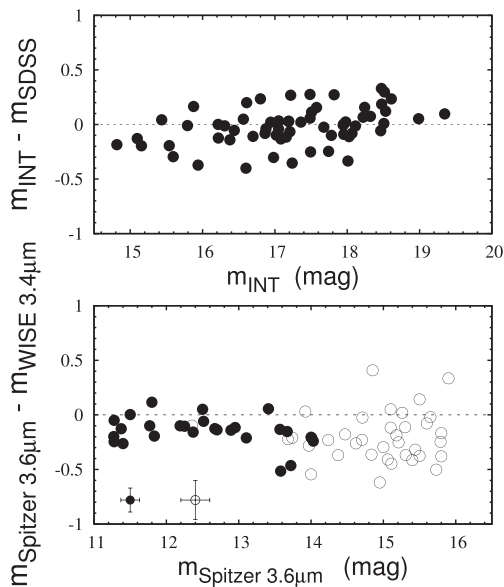 m_INT - m_SDSS
1
0.5
0
-0.5
-1
15 16 17 18 19 20
m_INT (mag)
m_Spitzer 3.6μm - m_WISE 3.4μm
1
0.5
0
-0.5
-1
11 12 13 14 15 16
m_Spitzer 3.6μm (mag)